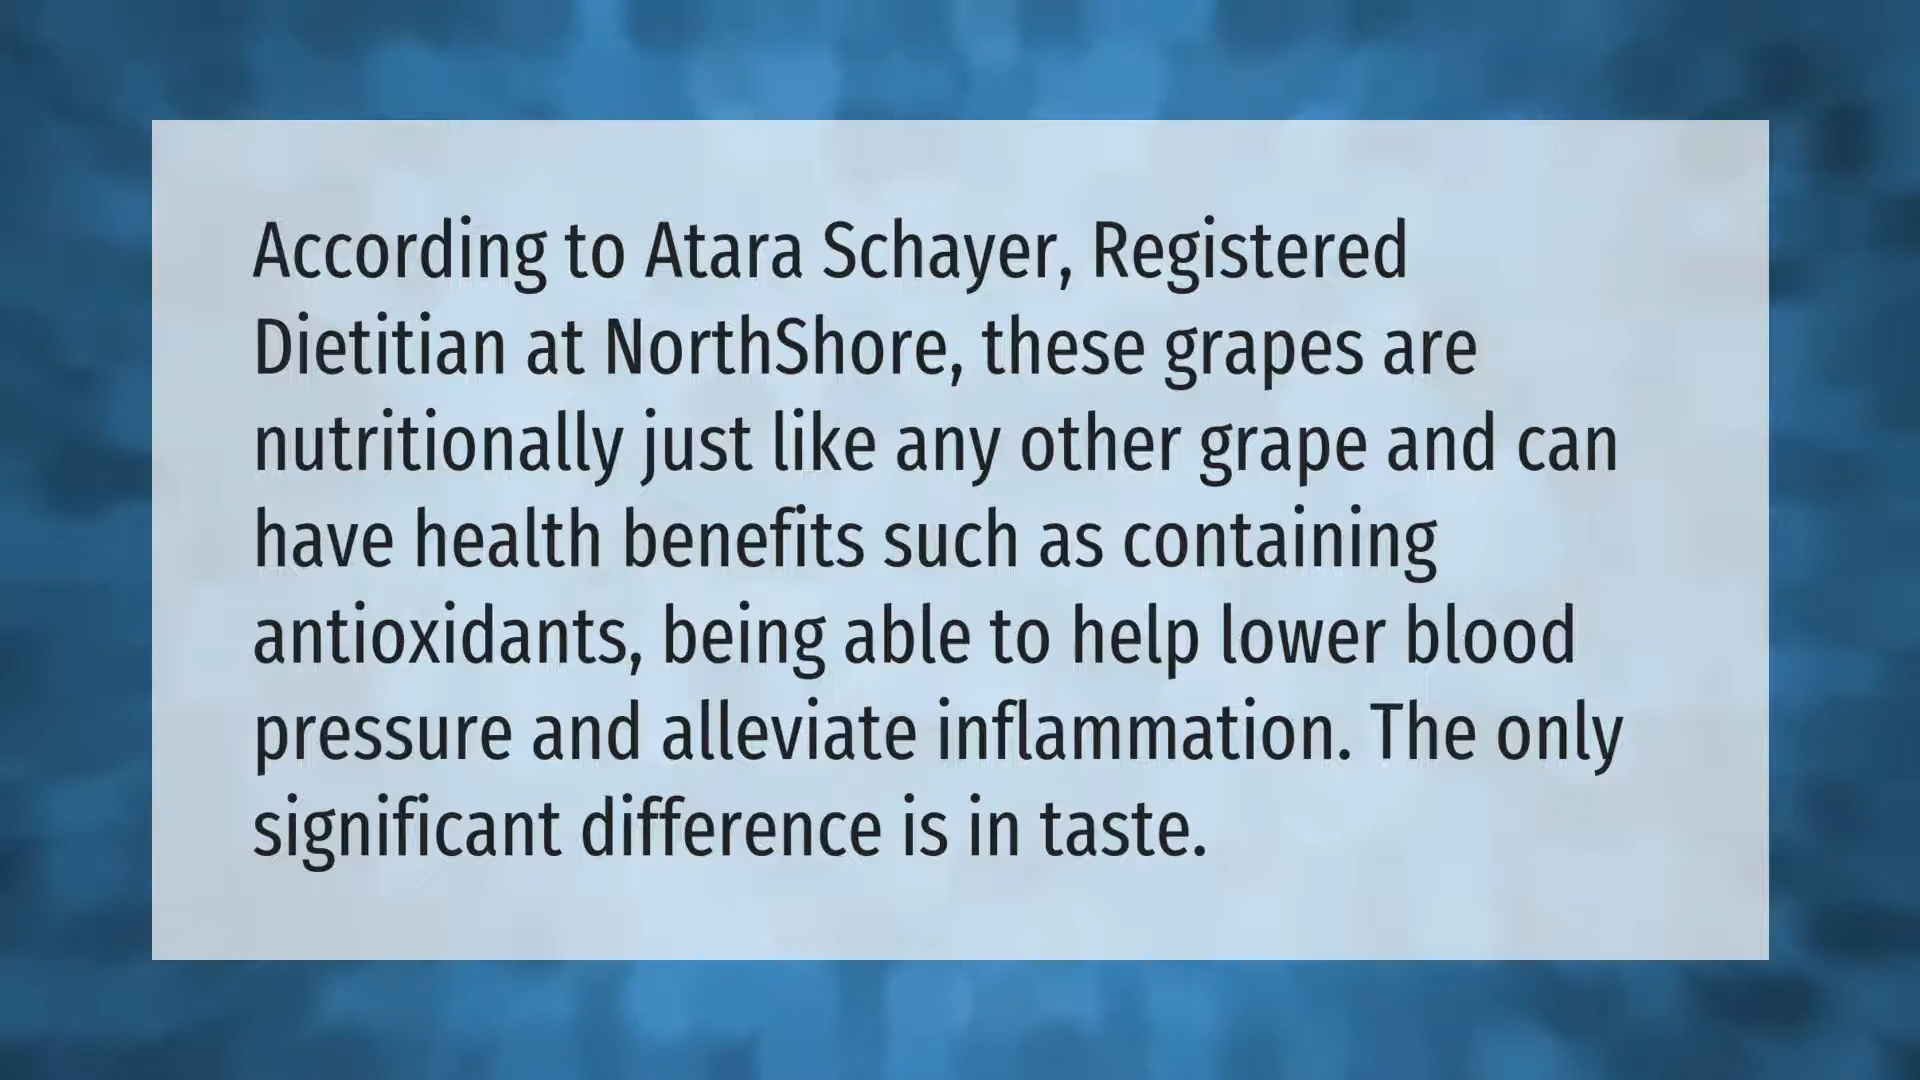 According to Atara Schayer, Registered
Dietitian at NorthShore, these grapes are
nutritionally just like any other grape and can
have health benefits such as containing
antioxidants, being able to help lower blood
pressure and alleviate inflammation. The only
significant difference is in taste.